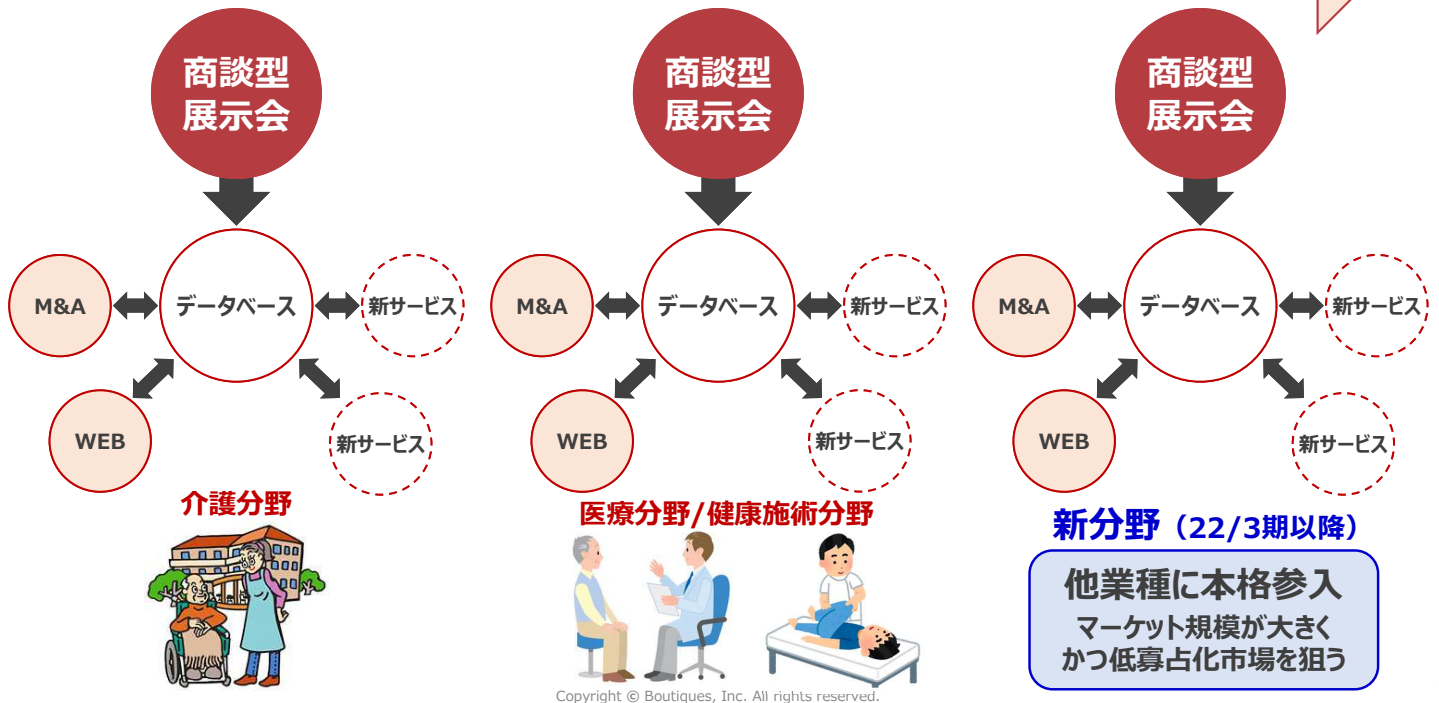 商談型
展示会
商談型
展示会
商談型
展示会
M&A
データベース
新サービス
WEB
新サービス
M&A
データベース
新サービス
WEB
新サービス
M&A
データベース
新サービス
WEB
新サービス
介護分野
医療分野/健康施術分野
新分野（22/3期以降）
他業種に本格参入
マーケット規模が大きく
かつ低寡占化市場を狙う
Copyright © Boutiques, Inc. All rights reserved.